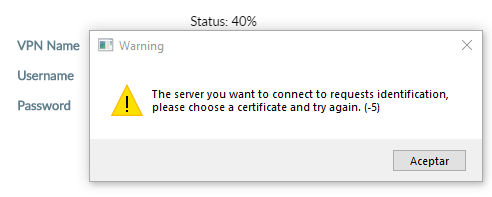 Status: 40%
VPN Name
Warning
Username
The server you want to connect to requests identification,
please choose a certificate and try again. (-5)
Password
Aceptar